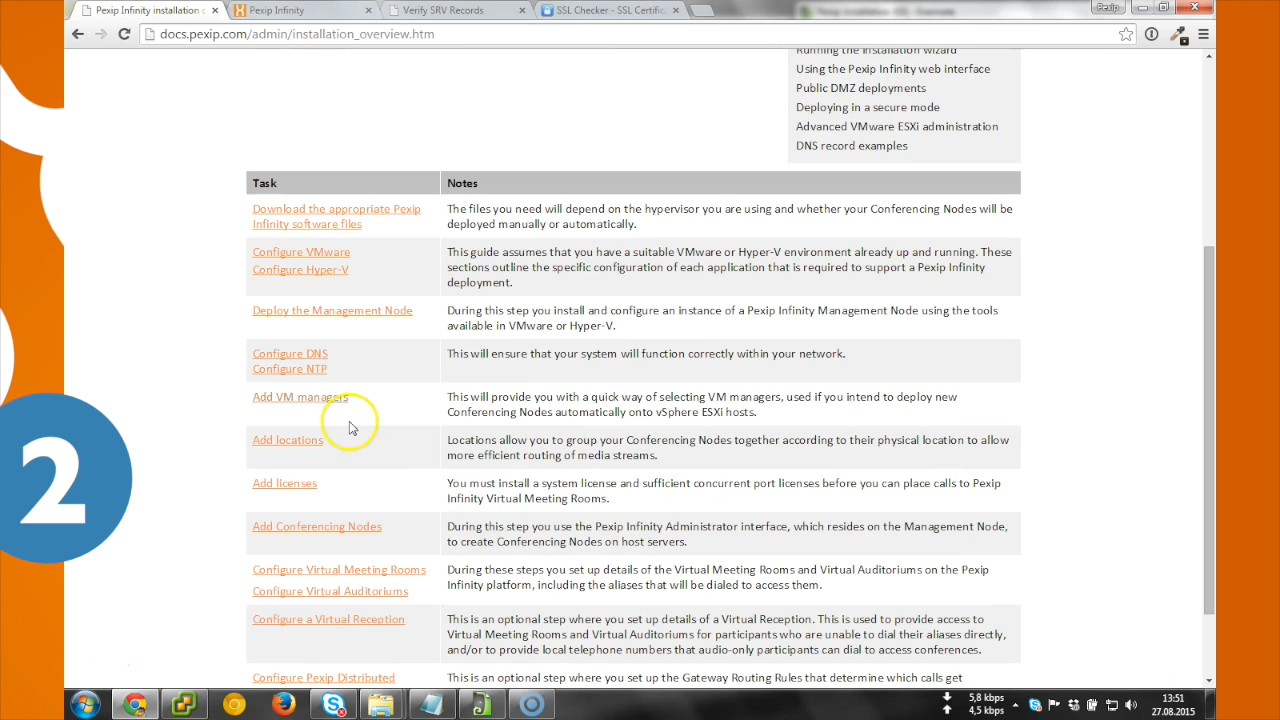 Pexip Infinity installation c
Pexip Infinity
Verify SRV Records
SSL Checker - SSL Certific
Pexip
docs.pexip.com/admin/installation_overview.htm
Running the installation wizard
Using the Pexip Infinity web interface
Public DMZ deployments
Deploying in a secure mode
Advanced VMware ESXi administration
DNS record examples
Task
Notes
Download the appropriate Pexip
Infinity software files
The files you need will depend on the hypervisor you are using and whether your Conferencing Nodes will be
deployed manually or automatically.
Configure VMware
Configure Hyper-V
This guide assumes that you have a suitable VMware or Hyper-V environment already up and running. These
sections outline the specific configuration of each application that is required to support a Pexip Infinity
deployment.
Deploy the Management Node
During this step you install and configure an instance of a Pexip Infinity Management Node using the tools
available in VMware or Hyper-V.
Configure DNS
Configure NTP
This will ensure that your system will function correctly within your network.
Add VM managers
This will provide you with a quick way of selecting VM managers, used if you intend to deploy new
Conferencing Nodes automatically onto vSphere ESXi hosts.
Add locations
Locations allow you to group your Conferencing Nodes together according to their physical location to allow
more efficient routing of media streams.
Add licenses
You must install a system license and sufficient concurrent port licenses before you can place calls to Pexip
Infinity Virtual Meeting Rooms.
Add Conferencing Nodes
During this step you use the Pexip Infinity Administrator interface, which resides on the Management Node,
to create Conferencing Nodes on host servers.
Configure Virtual Meeting Rooms
Configure Virtual Auditoriums
During these steps you set up details of the Virtual Meeting Rooms and Virtual Auditoriums on the Pexip
Infinity platform, including the aliases that will be dialed to access them.
Configure a Virtual Reception
This is an optional step where you set up details of a Virtual Reception. This is used to provide access to
Virtual Meeting Rooms and Virtual Auditoriums for participants who are unable to dial their aliases directly,
and/or to provide local telephone numbers that audio-only participants can dial to access conferences.
Configure Pexip Distributed
This is an optional step where you set up the Gateway Routing Rules that determine which calls get
2
5,8 kbps
4,5 kbps
13:51
27.08.2015